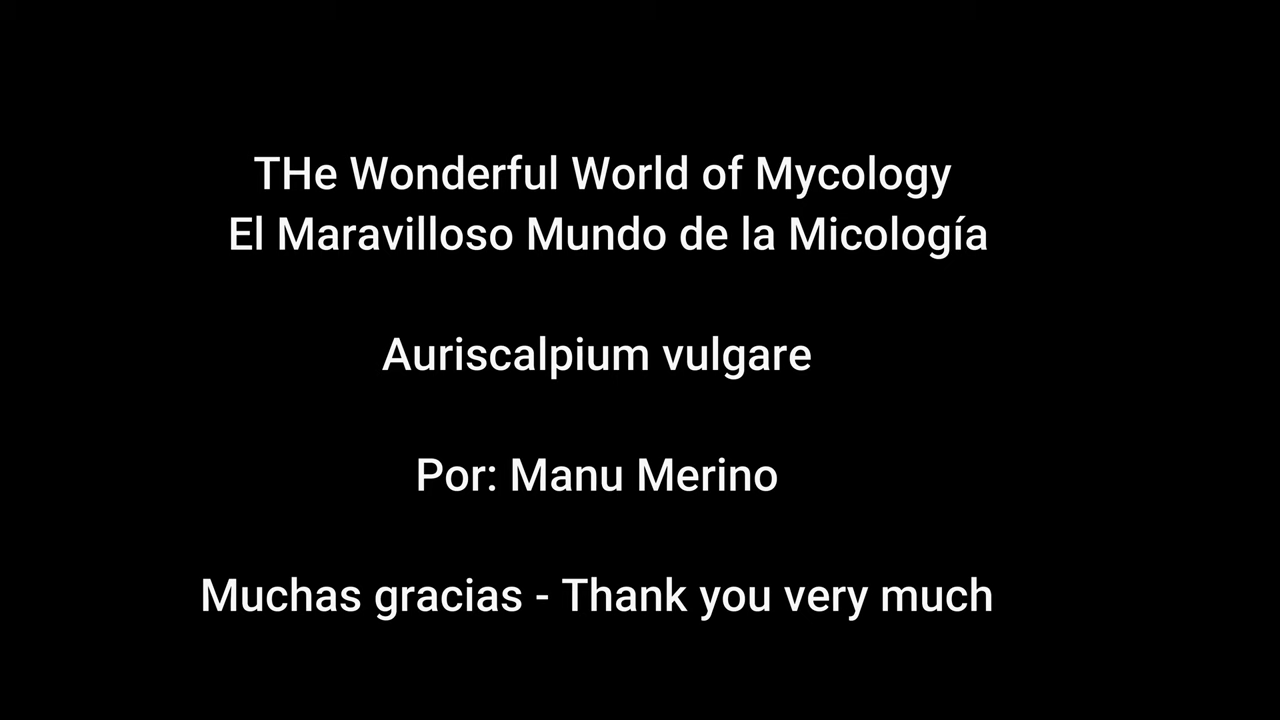 THe Wonderful World of Mycology
El Maravilloso Mundo de la Micología
Auriscalpium vulgare
Por: Manu Merino
Muchas gracias - Thank you very much